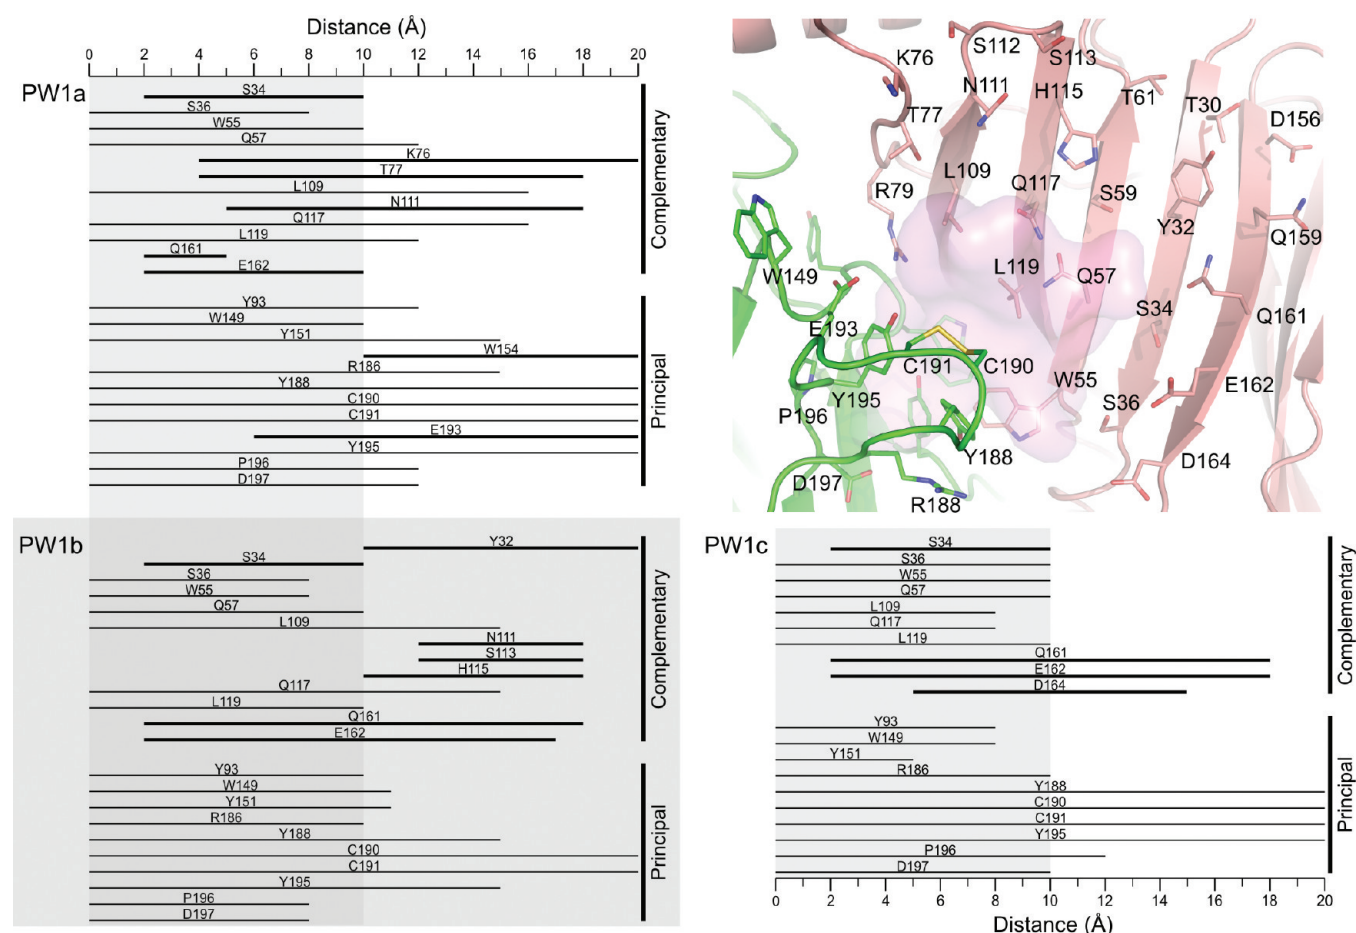 Distance (Å)
0 2 4 6 8 10 12 14 16 18 20
PW1a
S34
S36
W55
Q57
K76
T77
L109
N111
Q117
L119
Q161
E162
Complementary
Y93
W149
Y151
W154
R186
Y188
C190
C191
E193
Y195
P196
D197
Principal
K76
S112
S113
N111
H115
T61
T30
D156
T77
L109
Q117
S59
R79
Y32
Q159
W149
L119
Q57
Q161
E193
S34
C191
C190
W55
E162
P196
Y195
S36
Y188
D164
D197
R188
PW1b
Y32
S34
S36
W55
Q57
L109
N111
S113
H115
Q117
L119
Q161
E162
Complementary
Y93
W149
Y151
R186
Y188
C190
C191
Y195
P196
D197
Principal
PW1c
S34
S36
W55
Q57
L109
Q117
L119
Q161
E162
D164
Complementary
Y93
W149
Y151
R186
Y188
C190
C191
Y195
P196
D197
Principal
0 2 4 6 8 10 12 14 16 18 20
Distance (Å)